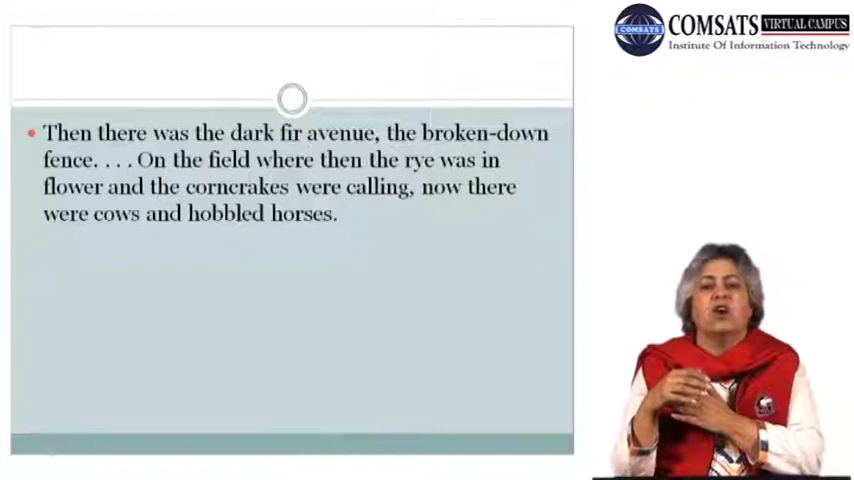 COMSATS VIRTUAL CAMPUS
COMSATS Institute Of Information Technology
Then there was the dark fir avenue, the broken-down
fence. . . . On the field where then the rye was in
flower and the corncrakes were calling, now there
were cows and hobbled horses.